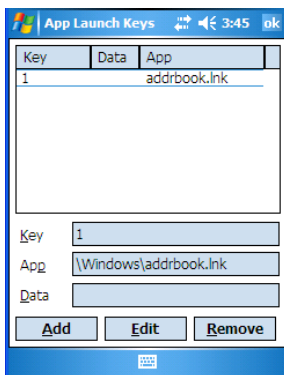 App Launch Keys 3:45 ok
Key Data App
1 addrbook.lnk
Key 1
App \Windows\addrbook.lnk
Data
Add Edit Remove